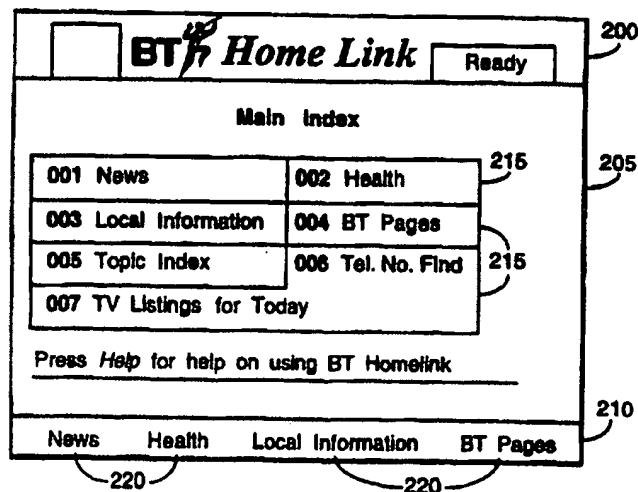 BT Home Link Ready 200
Main Index
205
001 News 002 Health 215
003 Local Information 004 BT Pages
005 Topic Index 006 Tel. No. Find 215
007 TV Listings for Today
Press Help for help on using BT Homelink
210
News Health Local Information BT Pages
220 220